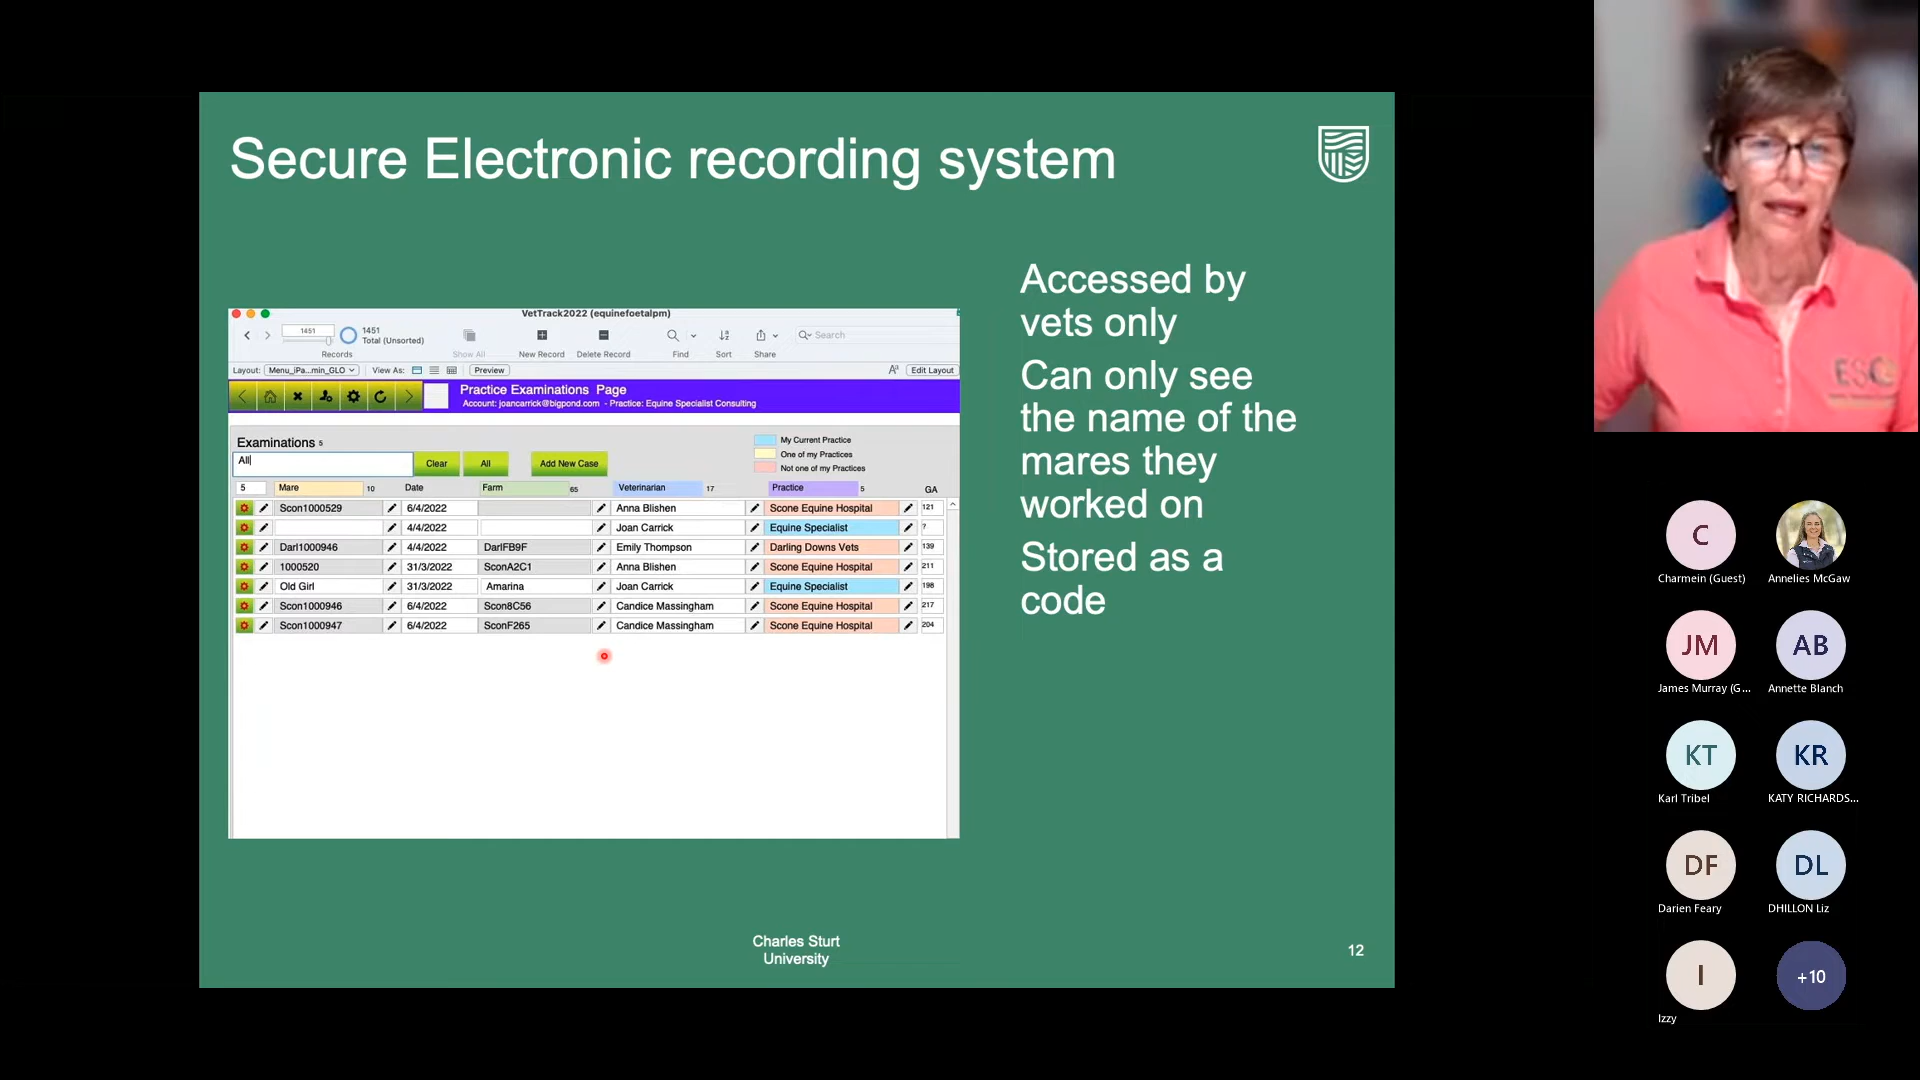 Secure Electronic recording system
Accessed by
vets only
Can only see
the name of the
mares they
worked on
Stored as a
code
VetTrack2022 (equinefoetalpm)
1451
1451
Total (Unsorted)
Records
Show All
New Record
Delete Record
Find
Sort
Share
Search
Layout:
Menu_iPa...min_GLO
View As:
Preview
Edit Layout
Practice Examinations Page
Account: joancarrick@bigpond.com - Practice: Equine Specialist Consulting
Examinations 5
My Current Practice
One of my Practices
Not one of my Practices
All
Clear
All
Add New Case
5 Mare 10 Date Farm 65 Veterinarian 17 Practice 5 GA
Scon1000529 6/4/2022 Anna Blishen Scone Equine Hospital 121
4/4/2022 Joan Carrick Equine Specialist ?
Darl1000946 4/4/2022 DarlFB9F Emily Thompson Darling Downs Vets 139
1000520 31/3/2022 SconA2C1 Anna Blishen Scone Equine Hospital 211
Old Girl 31/3/2022 Amarina Joan Carrick Equine Specialist 198
Scon1000946 6/4/2022 Scon8C56 Candice Massingham Scone Equine Hospital 217
Scon1000947 6/4/2022 SconF265 Candice Massingham Scone Equine Hospital 204
Charles Sturt
University
12
C
Charmein (Guest)
Annelies McGaw
JM
James Murray (G...
AB
Annette Blanch
KT
Karl Tribel
KR
KATY RICHARDS...
DF
Darien Feary
DL
DHILLON Liz
I
Izzy
+10